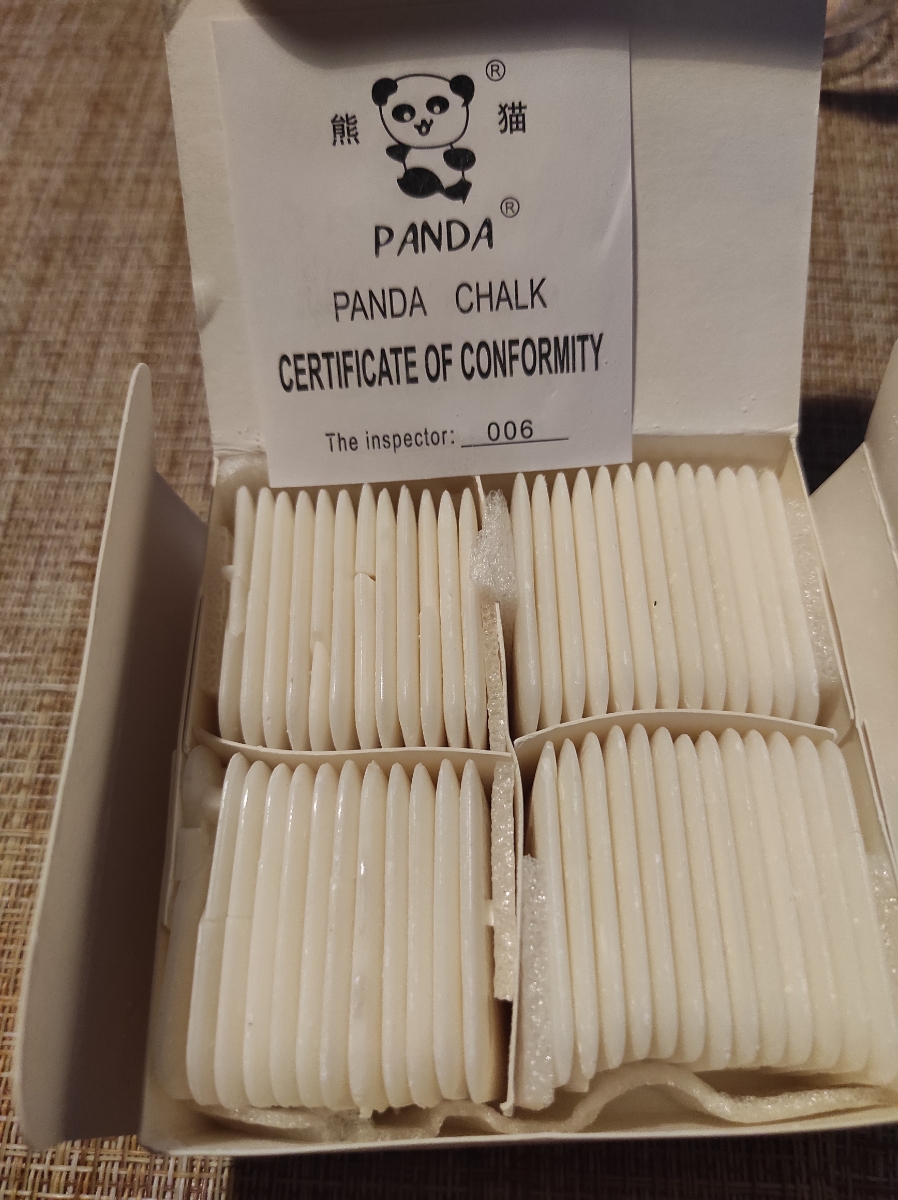 ®
熊 猫
PANDA®
PANDA CHALK
CERTIFICATE OF CONFORMITY
The inspector: 006